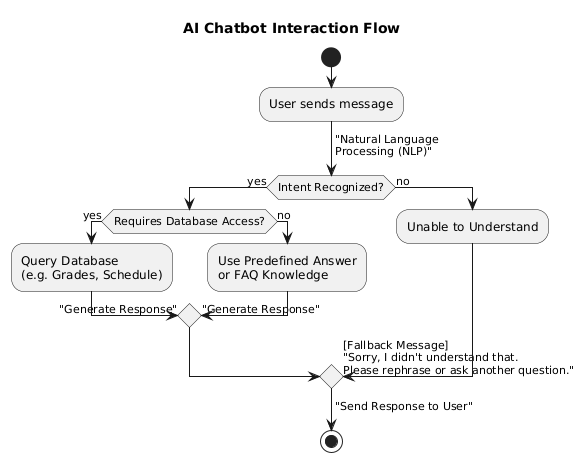 AI Chatbot Interaction Flow
User sends message
"Natural Language
Processing (NLP)"
yes
Intent Recognized?
no
yes
Requires Database Access?
no
Unable to Understand
Query Database
(e.g. Grades, Schedule)
Use Predefined Answer
or FAQ Knowledge
"Generate Response"
"Generate Response"
[Fallback Message]
"Sorry, I didn't understand that.
Please rephrase or ask another question."
"Send Response to User"